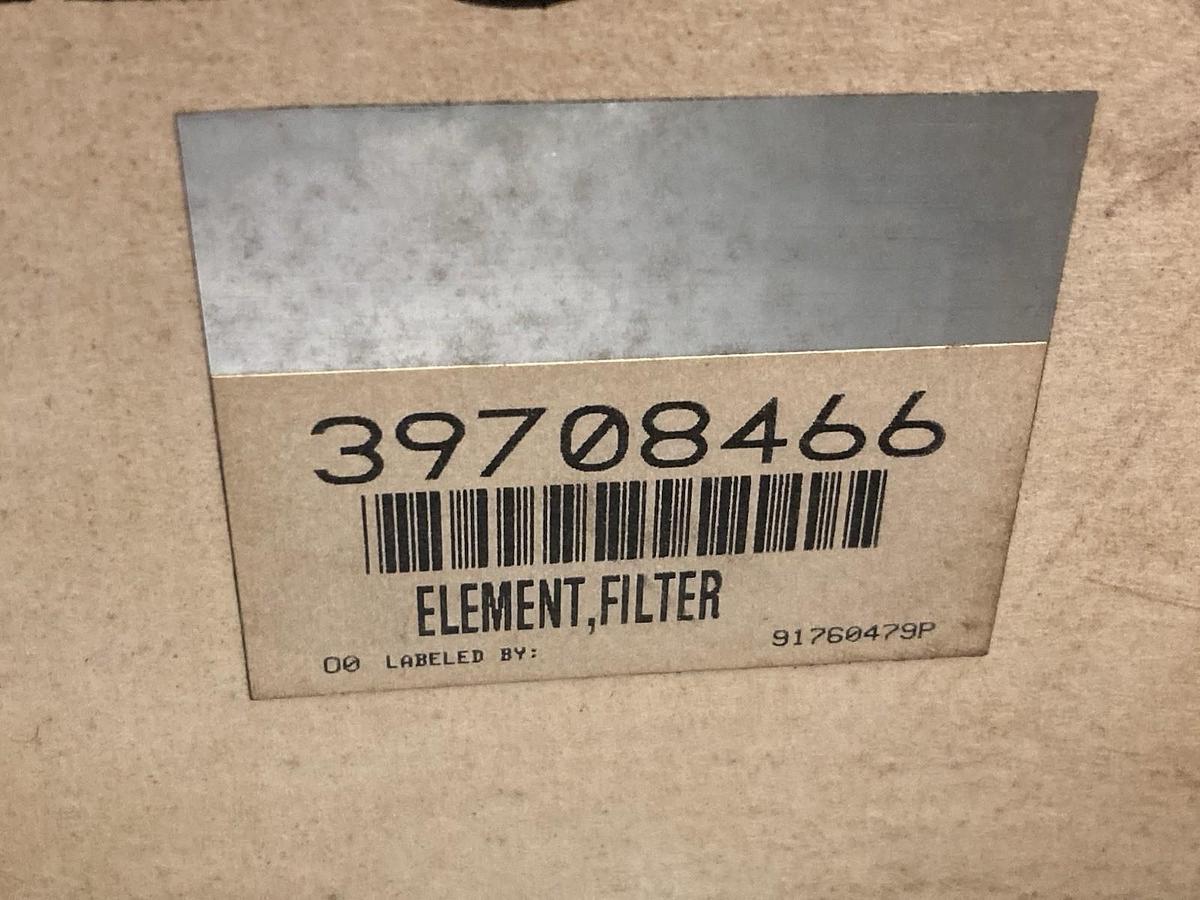 39708466
ELEMENT,FILTER
00 LABELED BY: 91760479P